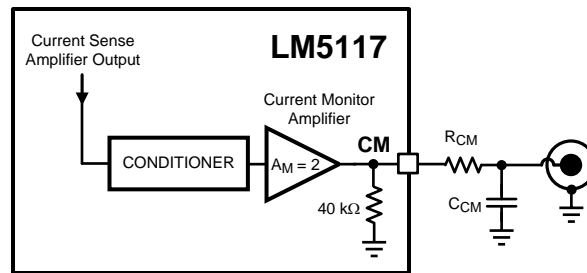 Current Sense
Amplifier Output
LM5117
Current Monitor
Amplifier
CONDITIONER
A_M = 2
CM
R_CM
40 kΩ
C_CM